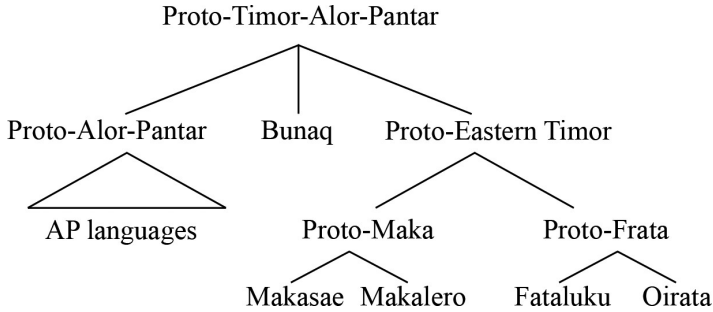 Proto-Timor-Alor-Pantar
Proto-Alor-Pantar Bunaq Proto-Eastern Timor
AP languages Proto-Maka Proto-Frata
Makasae Makalero Fataluku Oirata